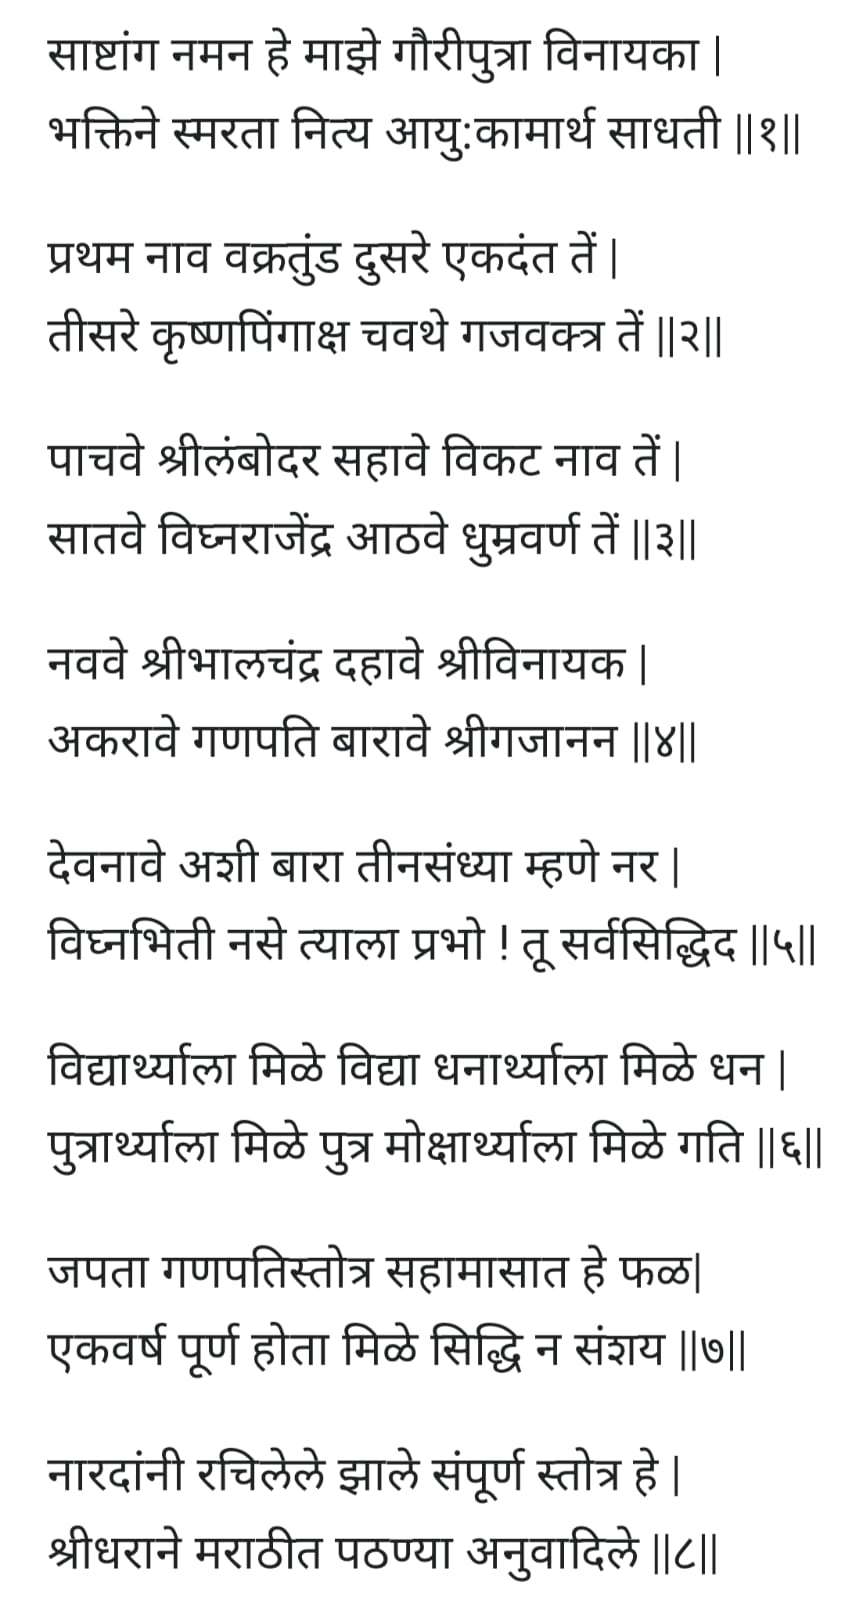 साष्टांग नमन हे माझे गौरीपुत्रा विनायका |
भक्तिने स्मरता नित्य आयु:कामार्थ साधती ||१||
प्रथम नाव वक्रतुंड दुसरे एकदंत तें |
तीसरे कृष्णपिंगाक्ष चवथे गजवक्त्र तें ||२||
पाचवे श्रीलंबोदर सहावे विकट नाव तें |
सातवे विघ्नराजेंद्र आठवे धुम्रवर्ण तें ||३||
नववे श्रीभालचंद्र दहावे श्रीविनायक |
अकरावे गणपति बारावे श्रीगजानन ||४||
देवनावे अशी बारा तीनसंध्या म्हणे नर |
विघ्नभिती नसे त्याला प्रभो ! तू सर्वसिद्धिद ||५||
विद्यार्थ्याला मिळे विद्या धनार्थ्याला मिळे धन |
पुत्रार्थ्याला मिळे पुत्र मोक्षार्थ्याला मिळे गति ||६||
जपता गणपतिस्तोत्र सहामासात हे फळ|
एकवर्ष पूर्ण होता मिळे सिद्धि न संशय ||७||
नारदांनी रचिलेले झाले संपूर्ण स्तोत्र हे |
श्रीधराने मराठीत पठण्या अनुवादिले ||८||